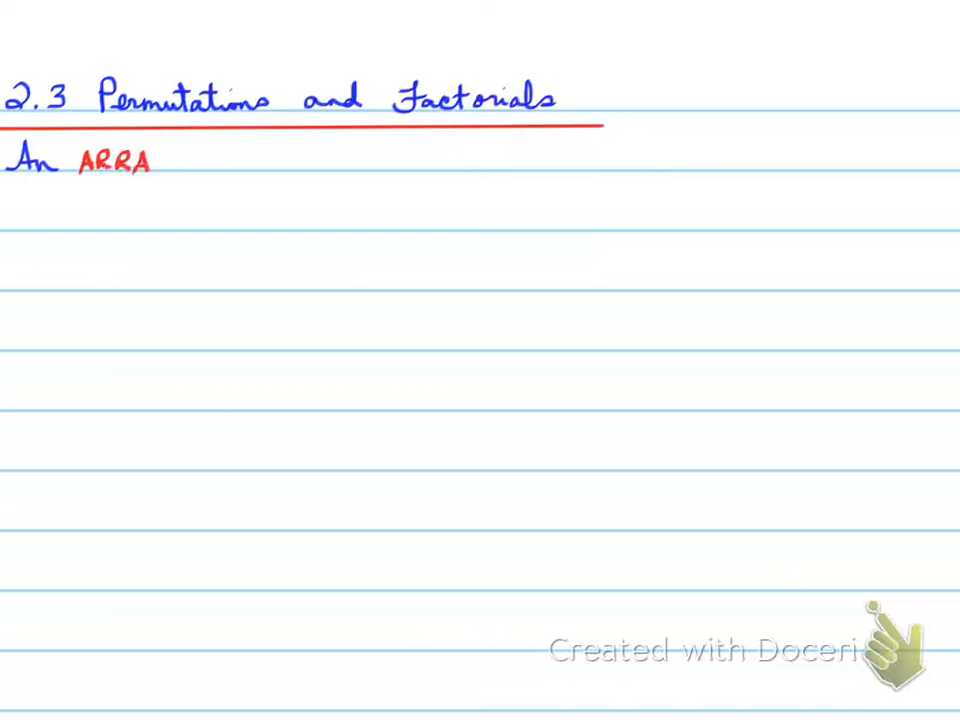 2.3 Permutations and Factorials
An ARRA
Created with Doceri